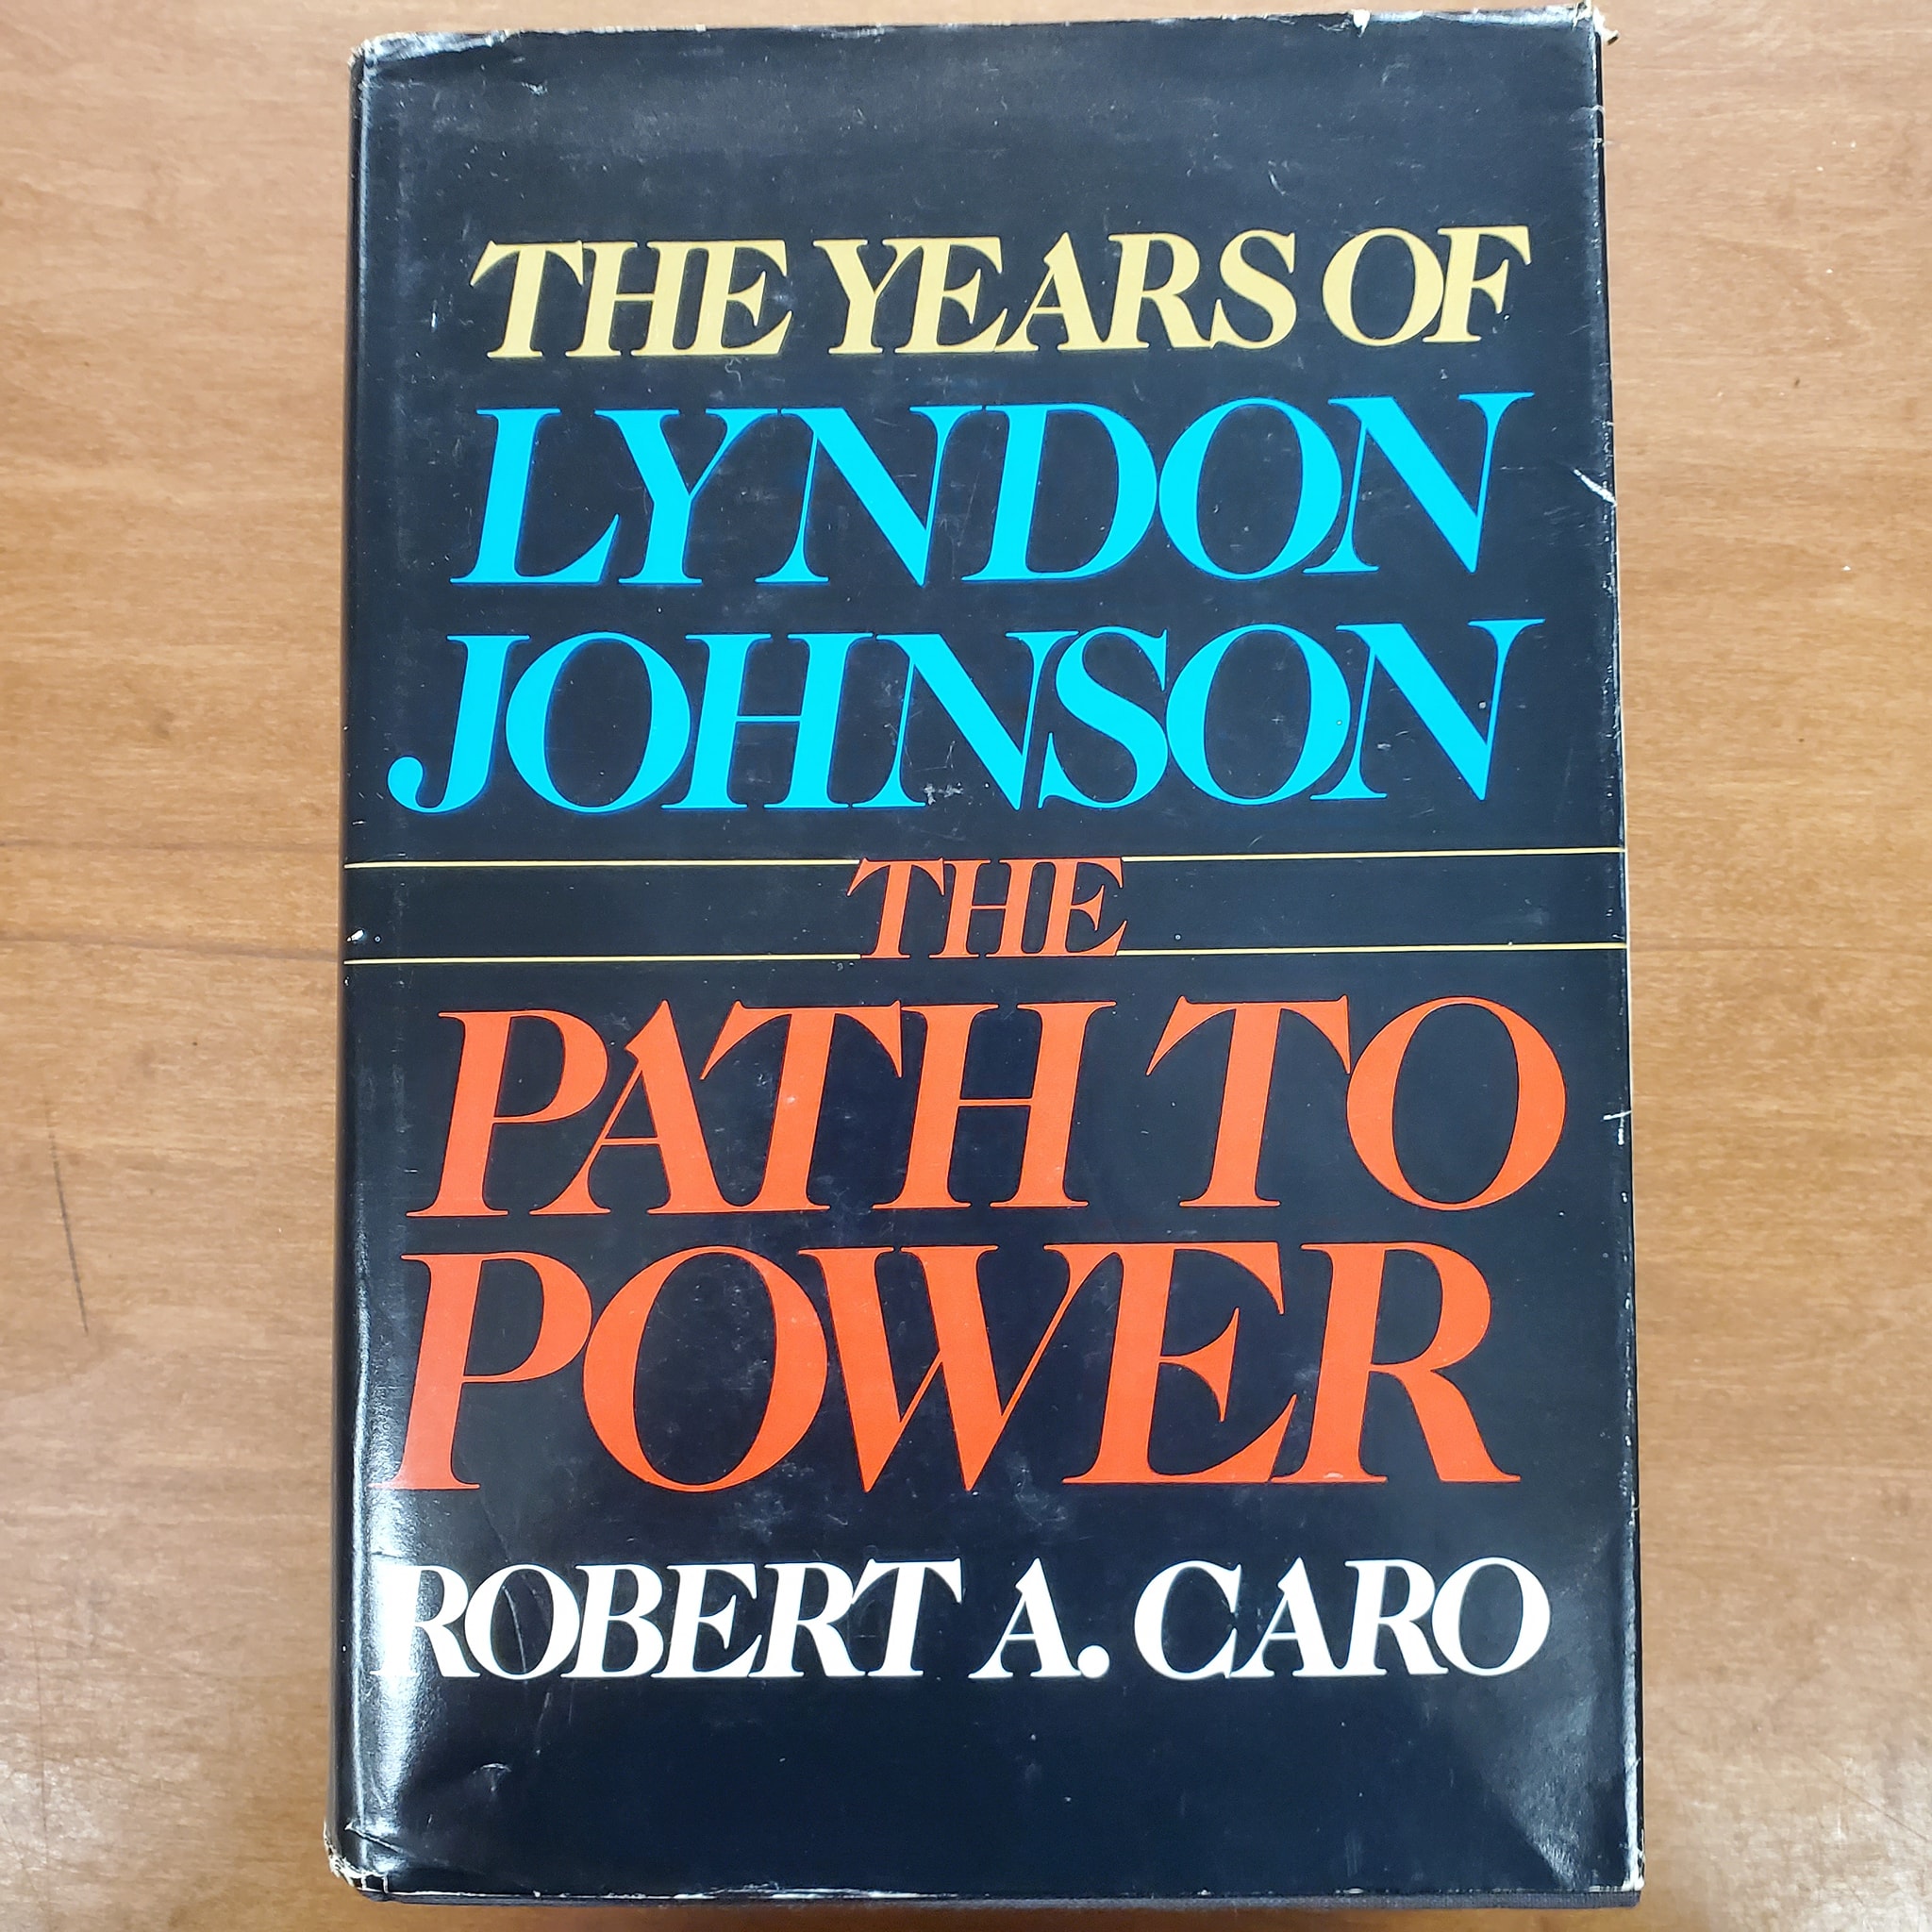 THE YEARS OF
LYNDON
JOHNSON
THE
PATH TO
POWER
ROBERT A. CARO